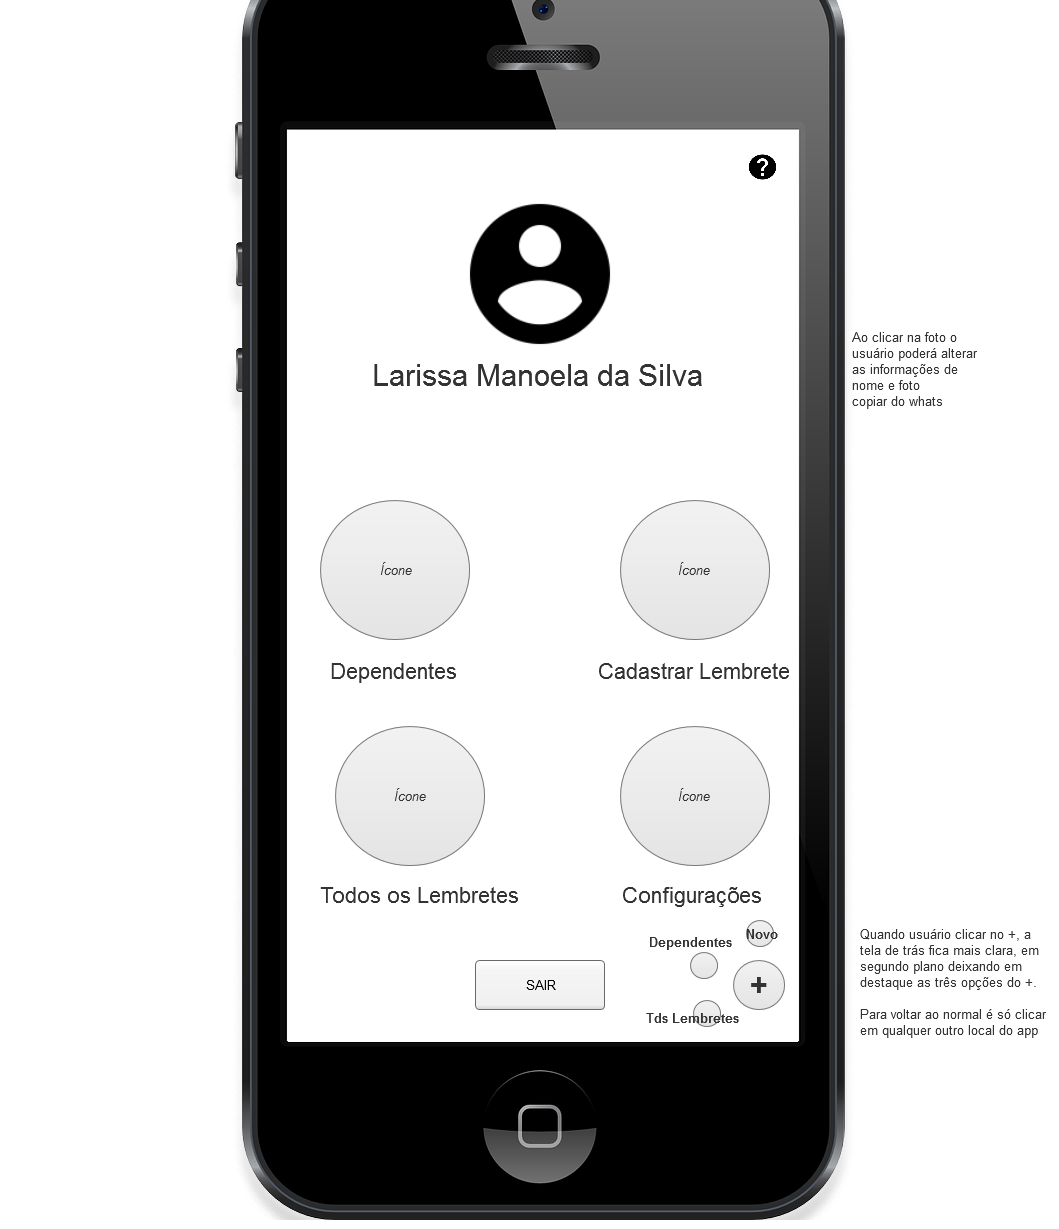 ?
Larissa Manoela da Silva
Ao clicar na foto o
usuário poderá alterar
as informações de
nome e foto
copiar do whats
Ícone
Ícone
Dependentes
Cadastrar Lembrete
Ícone
Ícone
Todos os Lembretes
Configurações
Novo
Dependentes
+
Tds Lembretes
SAIR
Quando usuário clicar no +, a
tela de trás fica mais clara, em
segundo plano deixando em
destaque as três opções do +.
Para voltar ao normal é só clicar
em qualquer outro local do app